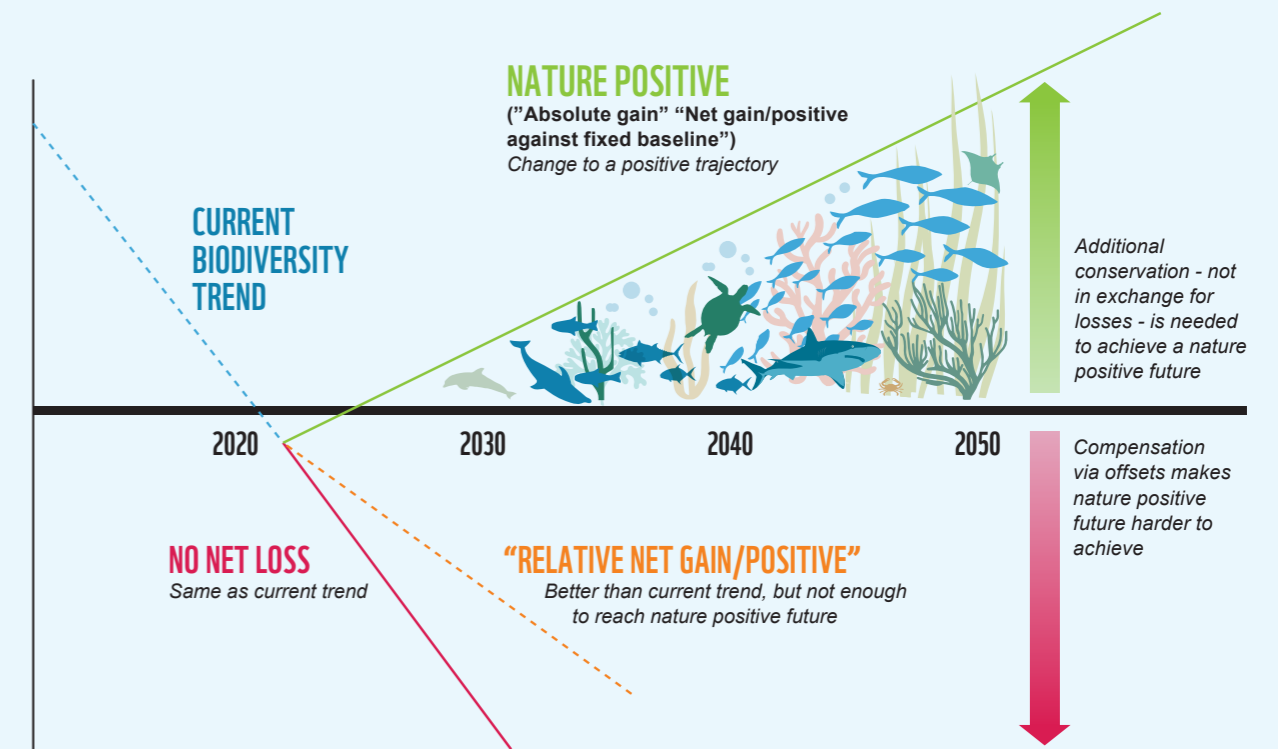 NATURE POSITIVE
(”Absolute gain” “Net gain/positive
against fixed baseline”)
Change to a positive trajectory
CURRENT
BIODIVERSITY
TREND
Additional
conservation - not
in exchange for
losses - is needed
to achieve a nature
positive future
2020
2030
2040
2050
Compensation
via offsets makes
nature positive
future harder to
achieve
NO NET LOSS
Same as current trend
“RELATIVE NET GAIN/POSITIVE”
Better than current trend, but not enough
to reach nature positive future